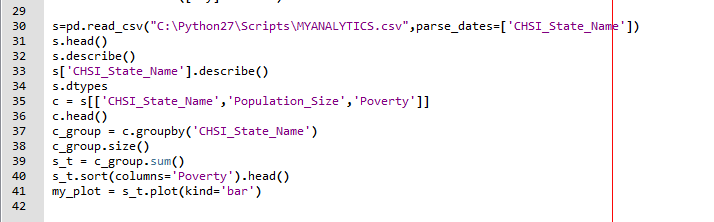 29
30 s=pd.read_csv("C:\Python27\Scripts\MYANALYTICS.csv",parse_dates=['CHSI_State_Name'])
31 s.head()
32 s.describe()
33 s['CHSI_State_Name'].describe()
34 s.dtypes
35 c = s[['CHSI_State_Name','Population_Size','Poverty']]
36 c.head()
37 c_group = c.groupby('CHSI_State_Name')
38 c_group.size()
39 s_t = c_group.sum()
40 s_t.sort(columns='Poverty').head()
41 my_plot = s_t.plot(kind='bar')
42